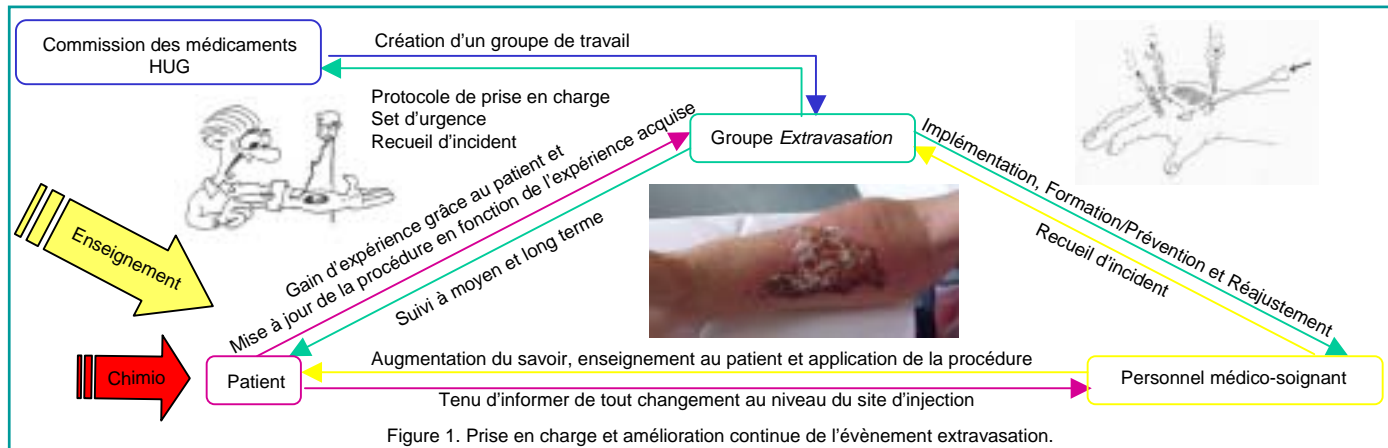 Commission des médicaments
HUG
Création d'un groupe de travail
Protocole de prise en charge
Set d'urgence
Recueil d'incident
Groupe Extravasation
Implémentation, Formation/Prévention et Réajustement
Recueil d'incident
Gain d'expérience grâce au patient et
Mise à jour de la procédure en fonction de l'expérience acquise
Suivi à moyen et long terme
Enseignement
Chimio
Patient
Augmentation du savoir, enseignement au patient et application de la procédure
Tenu d'informer de tout changement au niveau du site d'injection
Personnel médico-soignant
Figure 1. Prise en charge et amélioration continue de l'évènement extravasation.